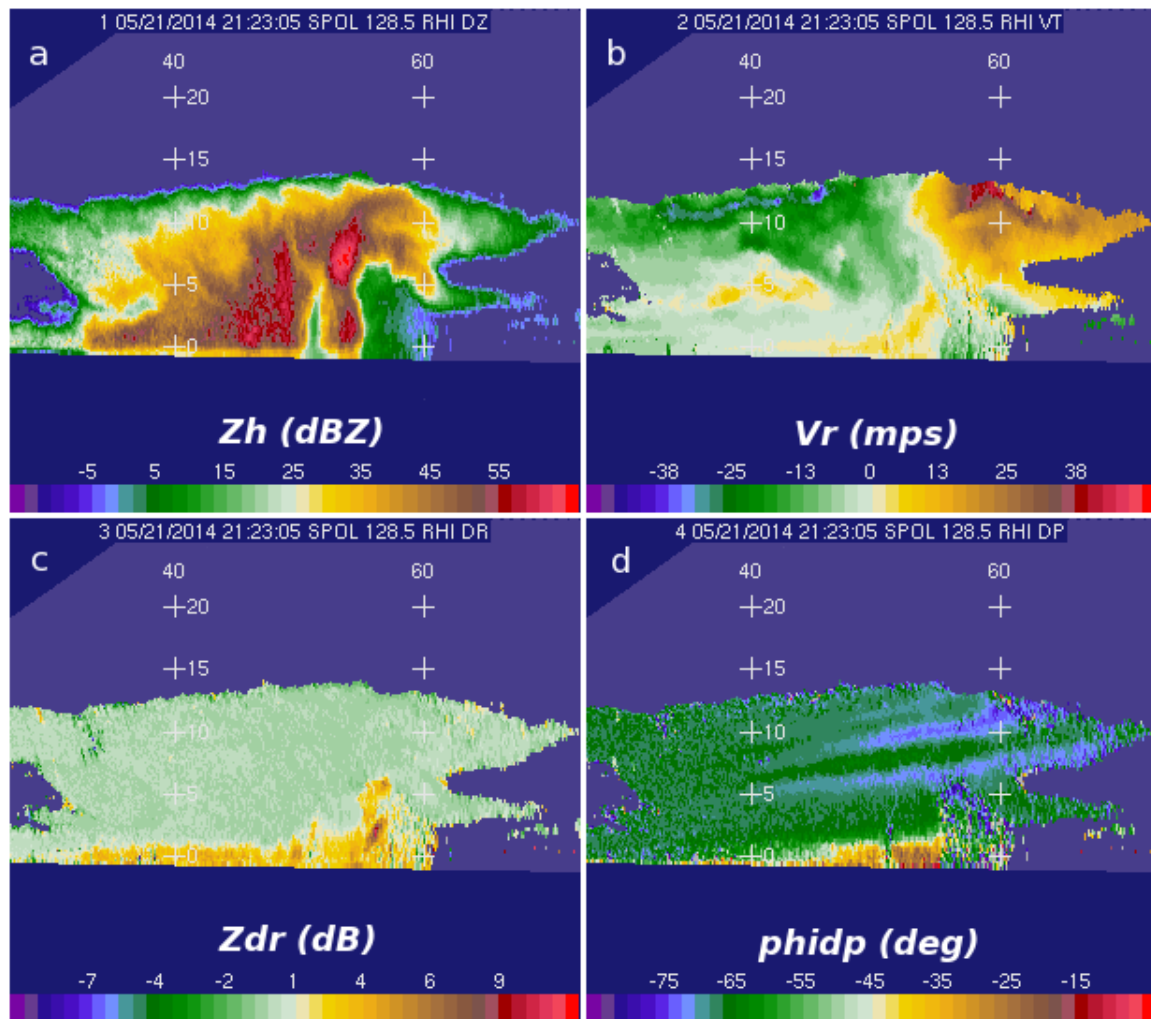 1 05/21/2014 21:23:05 SPOL 128.5 RHI DZ
a
40 60
20
15
10
5
0
Zh (dBZ)
-5 5 15 25 35 45 55
2 05/21/2014 21:23:05 SPOL 128.5 RHI VT
b
40 60
20
15
10
5
0
Vr (mps)
-38 -25 -13 0 13 25 38
3 05/21/2014 21:23:05 SPOL 128.5 RHI DR
c
40 60
20
15
10
5
0
Zdr (dB)
-7 -4 -2 1 4 6 9
4 05/21/2014 21:23:05 SPOL 128.5 RHI DP
d
40 60
20
15
10
5
0
phidp (deg)
-75 -65 -55 -45 -35 -25 -15